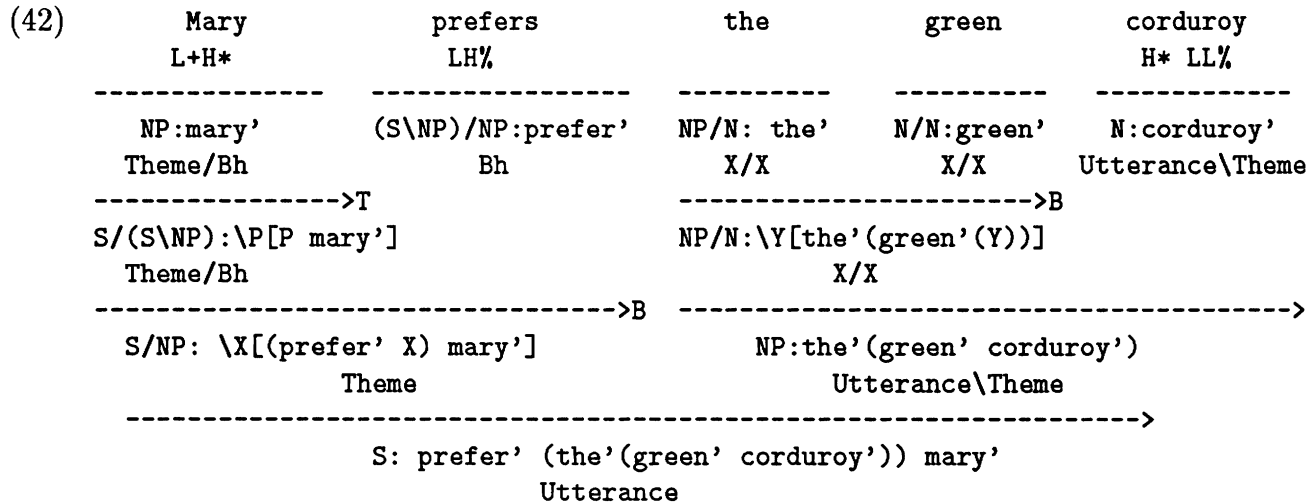 (42) Mary prefers the green corduroy
L+H* LH% H* LL%
--------------- ----------------- ---------- ---------- -------------
NP:mary' (S\NP)/NP:prefer' NP/N: the' N/N:green' N:corduroy'
Theme/Bh Bh X/X X/X Utterance\Theme
---------------->T ----------------------->B
S/(S\NP):\P[P mary'] NP/N:\Y[the'(green'(Y))]
Theme/Bh X/X
---------------------------------->B ---------------------------------------->
S/NP: \X[(prefer' X) mary'] NP:the'(green' corduroy')
Theme Utterance\Theme
------------------------------------------------------------------>
S: prefer' (the'(green' corduroy')) mary'
Utterance